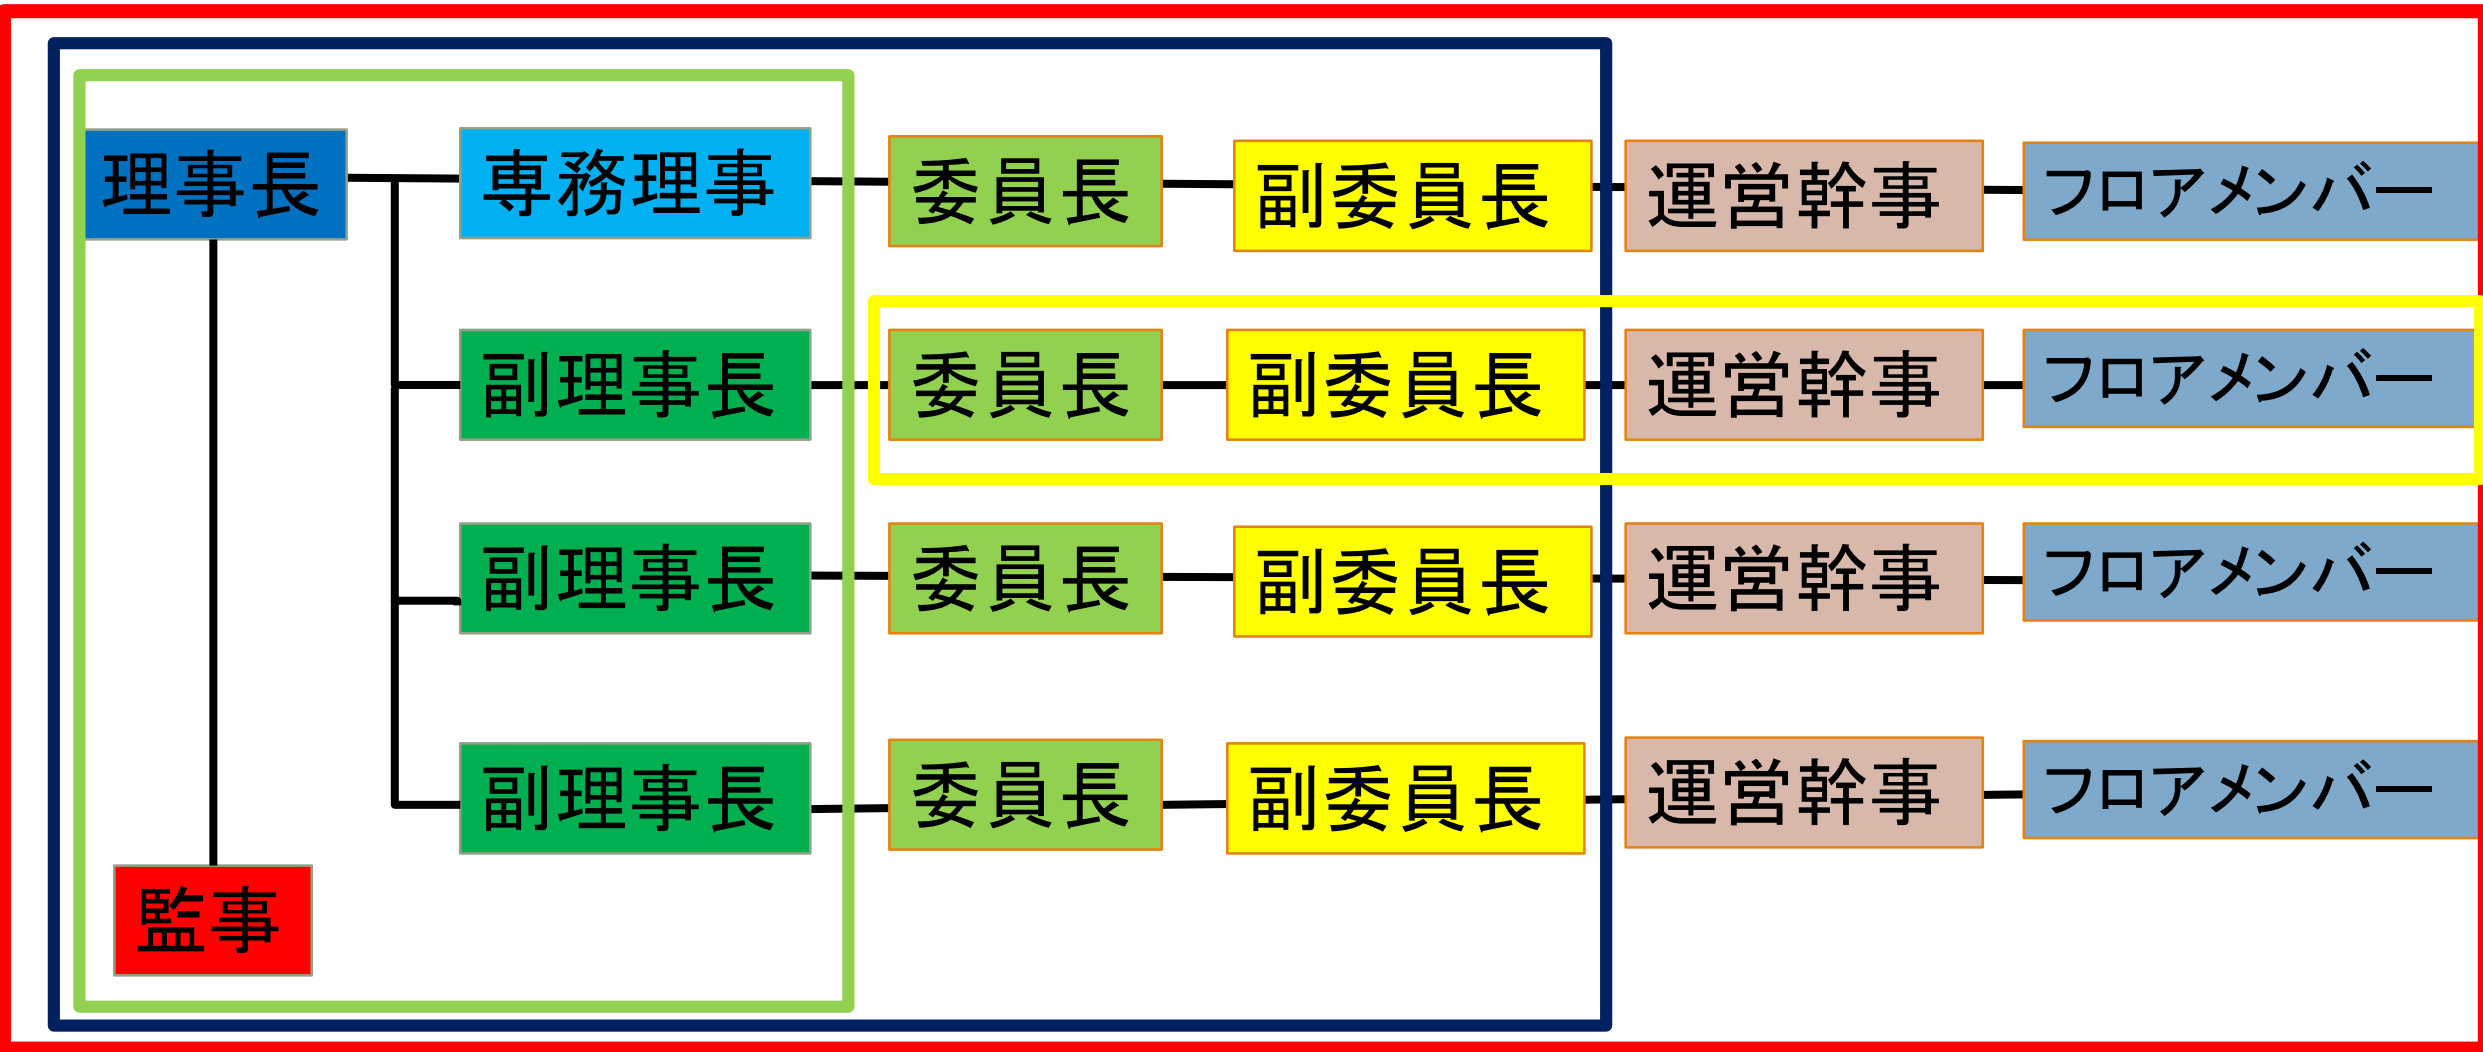 理事長
専務理事
委員長
副委員長
運営幹事
フロアメンバー
副理事長
委員長
副委員長
運営幹事
フロアメンバー
副理事長
委員長
副委員長
運営幹事
フロアメンバー
副理事長
委員長
副委員長
運営幹事
フロアメンバー
監事